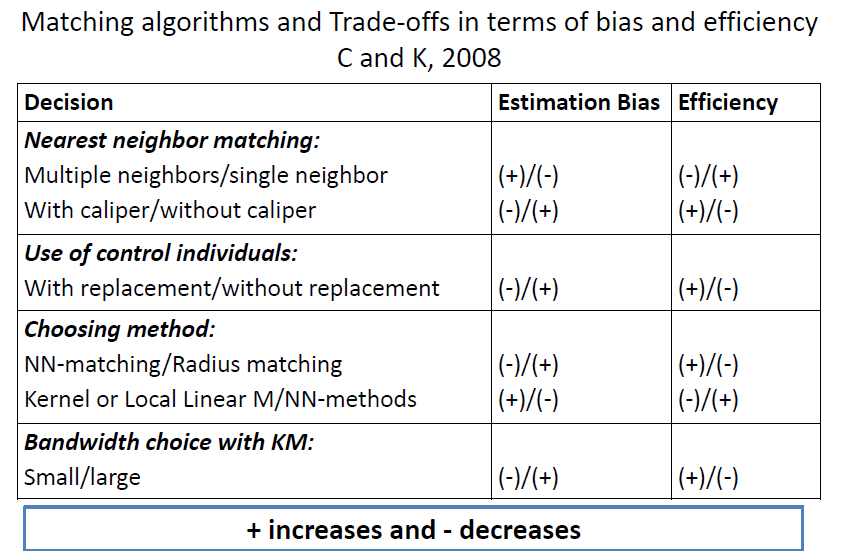 Matching algorithms and Trade-offs in terms of bias and efficiency
C and K, 2008
Decision Estimation Bias Efficiency
Nearest neighbor matching:
Multiple neighbors/single neighbor (+)/(-) (-)/(+)
With caliper/without caliper (-)/(+) (+)/(-)
Use of control individuals:
With replacement/without replacement (-)/(+) (+)/(-)
Choosing method:
NN-matching/Radius matching (-)/(+) (+)/(-)
Kernel or Local Linear M/NN-methods (+)/(-) (-)/(+)
Bandwidth choice with KM:
Small/large (-)/(+) (+)/(-)
+ increases and - decreases